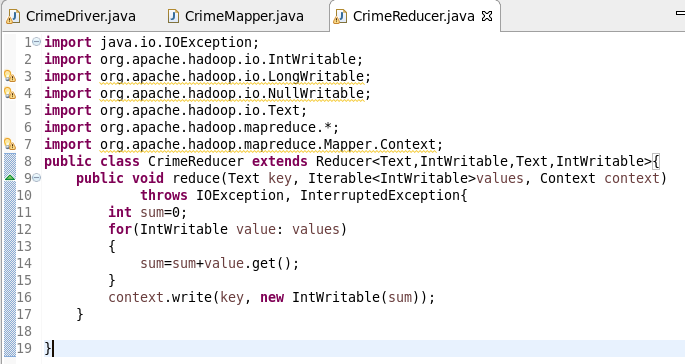 CrimeDriver.java CrimeMapper.java CrimeReducer.java
1 import java.io.IOException;
2 import org.apache.hadoop.io.IntWritable;
3 import org.apache.hadoop.io.LongWritable;
4 import org.apache.hadoop.io.NullWritable;
5 import org.apache.hadoop.io.Text;
6 import org.apache.hadoop.mapreduce.*;
7 import org.apache.hadoop.mapreduce.Mapper.Context;
8 public class CrimeReducer extends Reducer<Text,IntWritable,Text,IntWritable>{
9     public void reduce(Text key, Iterable<IntWritable>values, Context context)
10             throws IOException, InterruptedException{
11         int sum=0;
12         for(IntWritable value: values)
13         {
14             sum=sum+value.get();
15         }
16         context.write(key, new IntWritable(sum));
17     }
18
19 }